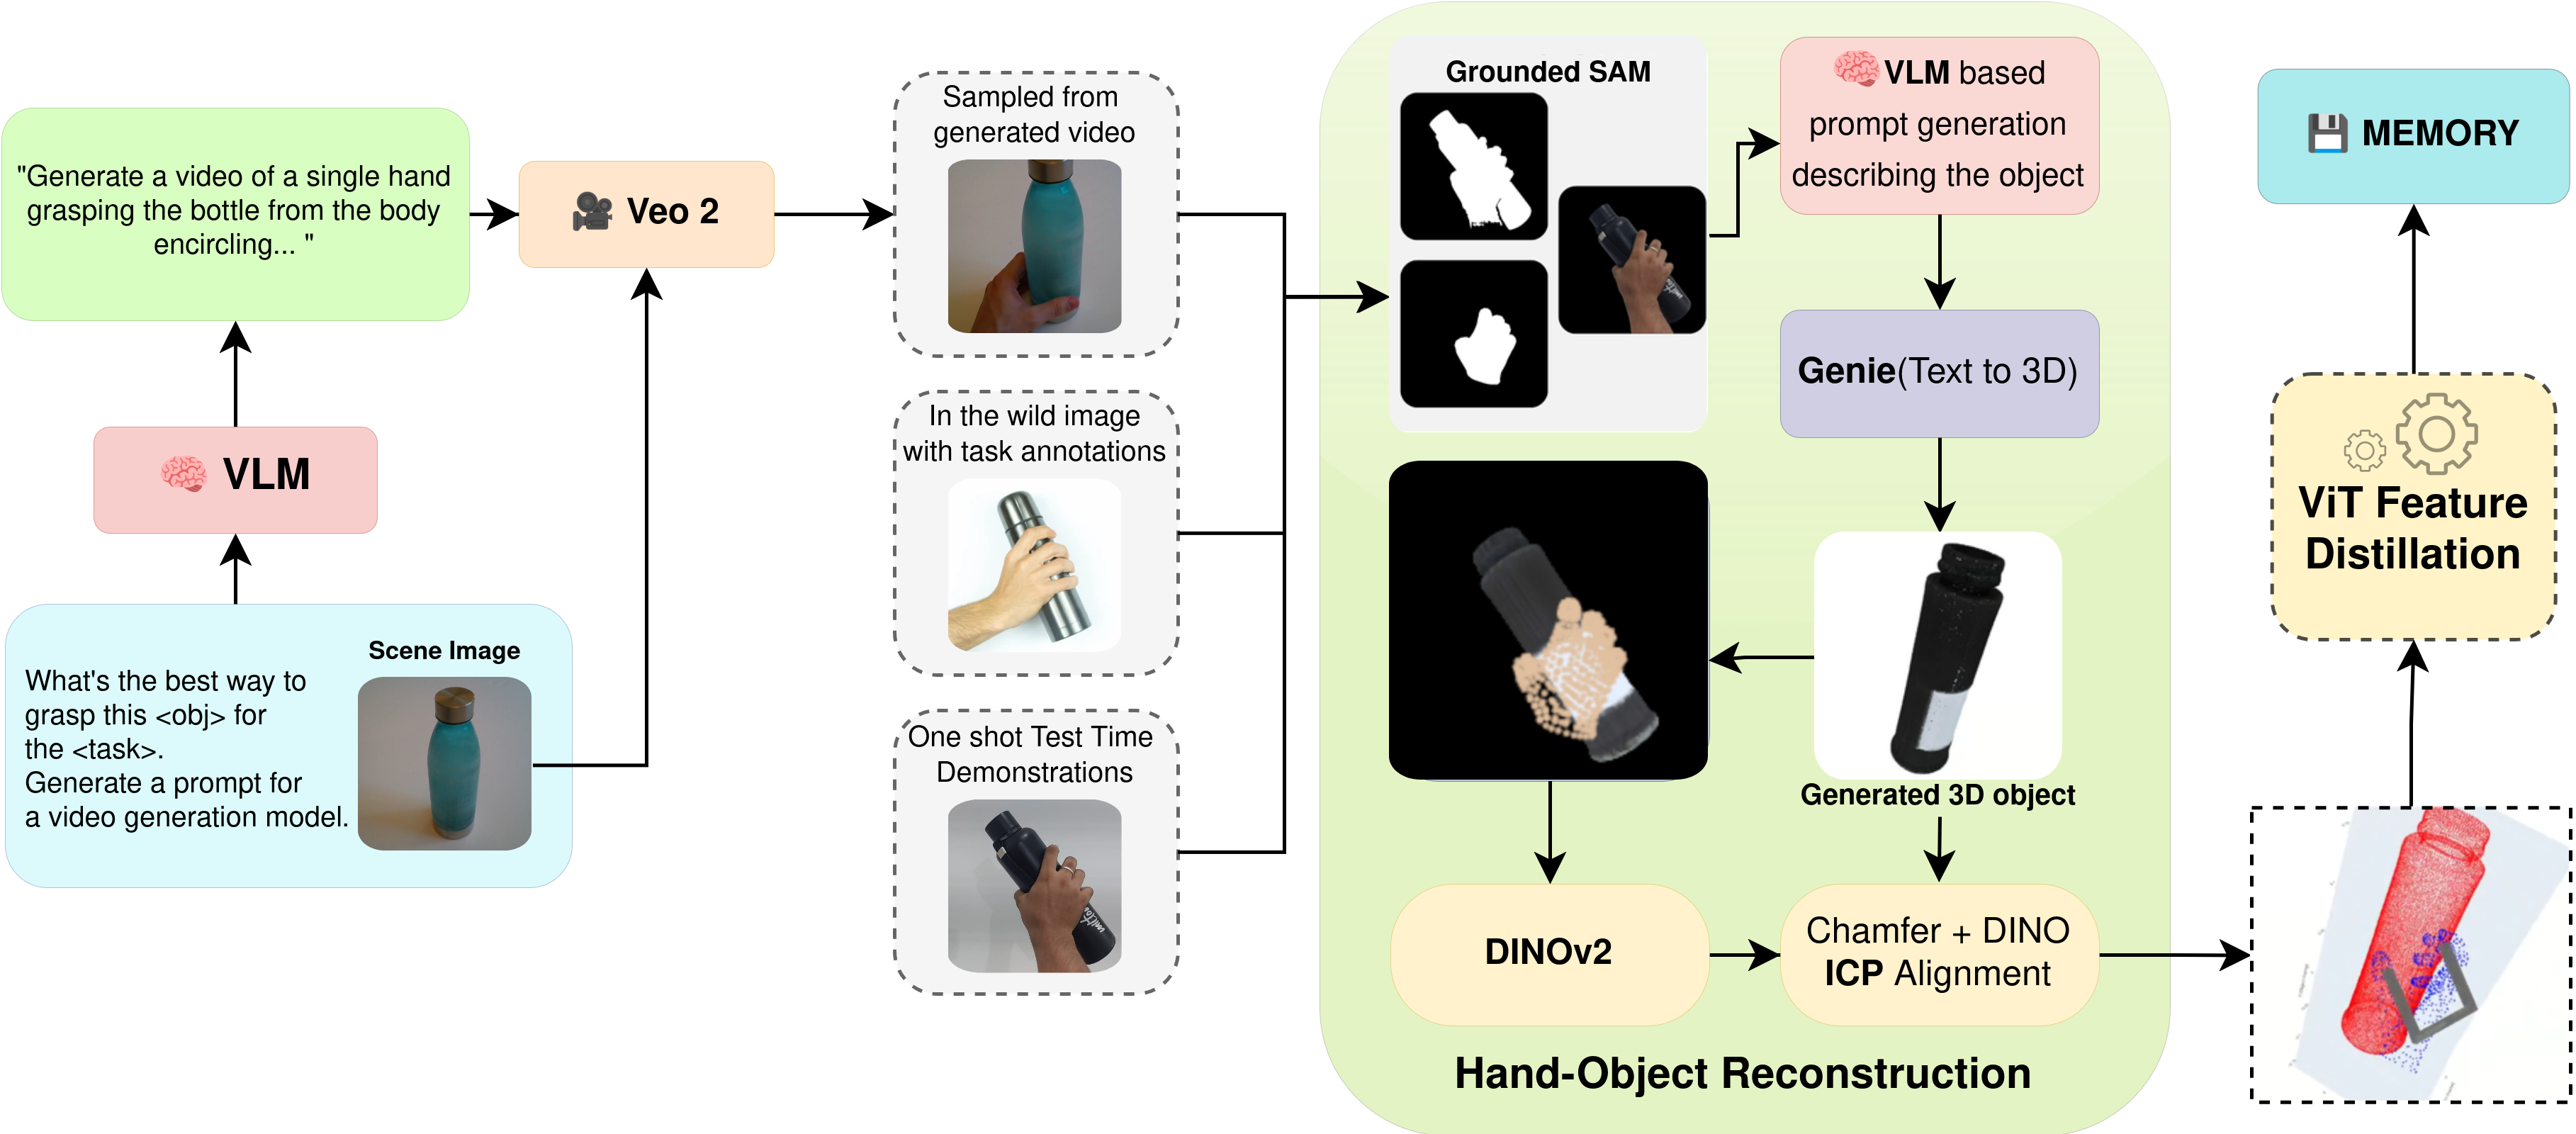 "Generate a video of a single hand
grasping the bottle from the body
encircling... "
VLM
What's the best way to
grasp this <obj> for
the <task>.
Generate a prompt for
a video generation model.
Scene Image
Veo 2
Sampled from
generated video
In the wild image
with task annotations
One shot Test Time
Demonstrations
Grounded SAM
VLM based
prompt generation
describing the object
Genie(Text to 3D)
Generated 3D object
DINOv2
Chamfer + DINO
ICP Alignment
Hand-Object Reconstruction
MEMORY
ViT Feature
Distillation